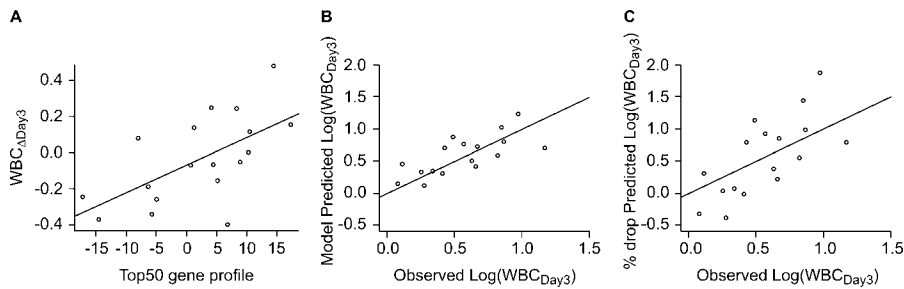 A
WBCΔDay3
0.4
0.2
0.0
-0.2
-0.4
-15 -10 -5 0 5 10 15
Top50 gene profile
B
Model Predicted Log(WBCDay3)
2.0
1.5
1.0
0.5
0.0
-0.5
0.0 0.5 1.0 1.5
Observed Log(WBCDay3)
C
% drop Predicted Log(WBCDay3)
2.0
1.5
1.0
0.5
0.0
-0.5
0.0 0.5 1.0 1.5
Observed Log(WBCDay3)